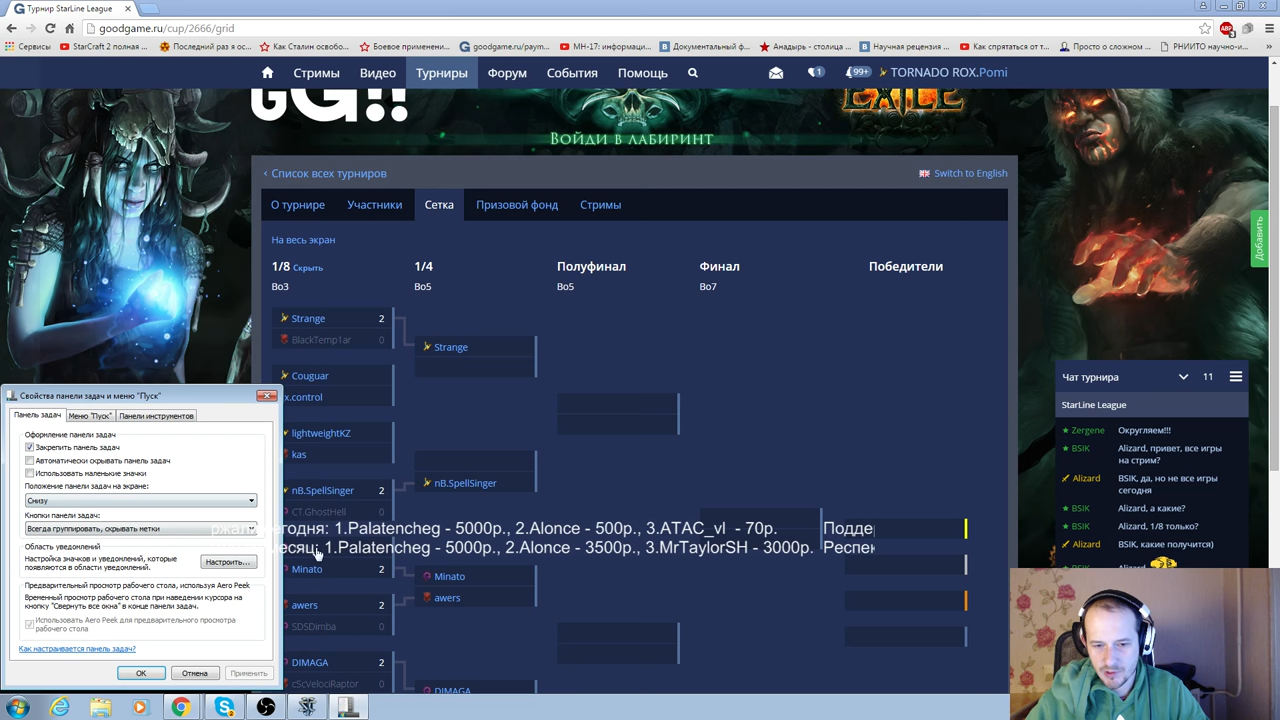 Турнир StarLine League
goodgame.ru/cup/2666/grid
Сервисы
StarCraft 2 полная ...
Последний раз я ос...
Как Сталин освобо...
Боевое применени...
goodgame.ru/paym...
МН-17: информаци...
Документальный ф...
Анадырь - столица ...
Научная рецензия ...
Как спрятаться от г...
Просто о сложном ...
РНИИТО научно-и...
Стримы
Видео
Турниры
Форум
События
Помощь
1
99+
TORNADO ROX.Pomi
GG!!
EXILE
ВОЙДИ В ЛАБИРИНТ
‹ Список всех турниров
Switch to English
О турнире
Участники
Сетка
Призовой фонд
Стримы
На весь экран
1/8 Скрыть
1/4
Полуфинал
Финал
Победители
Bo3
Bo5
Bo5
Bo7
Strange 2
BlackTemp1ar 0
Strange
Couguar
x.control
lightweightKZ
kas
nB.SpellSinger 2
CT.GhostHell
nB.SpellSinger
егодня: 1.Palatencheg - 5000р., 2.Alonce - 500р., 3.ATAC_vl - 70р. Подде
есяц: 1.Palatencheg - 5000р., 2.Alonce - 3500р., 3.MrTaylorSH - 3000р. Респек
Minato 2
Minato
awers
awers 2
SDSDimba 0
DIMAGA 2
cScVelociRaptor 0
DIMAGA
Добавить
Чат турнира
11
StarLine League
Zergene Округляем!!!
BSIK Alizard, привет, все игры
на стрим?
Alizard BSIK, да, но не все игры
сегодня
BSIK Alizard, 1/8 только?
Alizard BSIK, какие получится)
Свойства панели задач и меню "Пуск"
Панель задач
Меню "Пуск"
Панели инструментов
Оформление панели задач
Закрепить панель задач
Автоматически скрывать панель задач
Использовать маленькие значки
Положение панели задач на экране:
Снизу
Кнопки панели задач:
Всегда группировать, скрывать метки
Область уведомлений
Настройка значков и уведомлений, которые
появляются в области уведомлений.
Настроить...
Предварительный просмотр рабочего стола, используя Aero Peek
Временный просмотр рабочего стола при наведении курсора на
кнопку "Свернуть все окна" в конце панели задач.
Использовать Aero Peek для предварительного просмотра
рабочего стола
Как настраивается панель задач?
ОК
Отмена
Применить